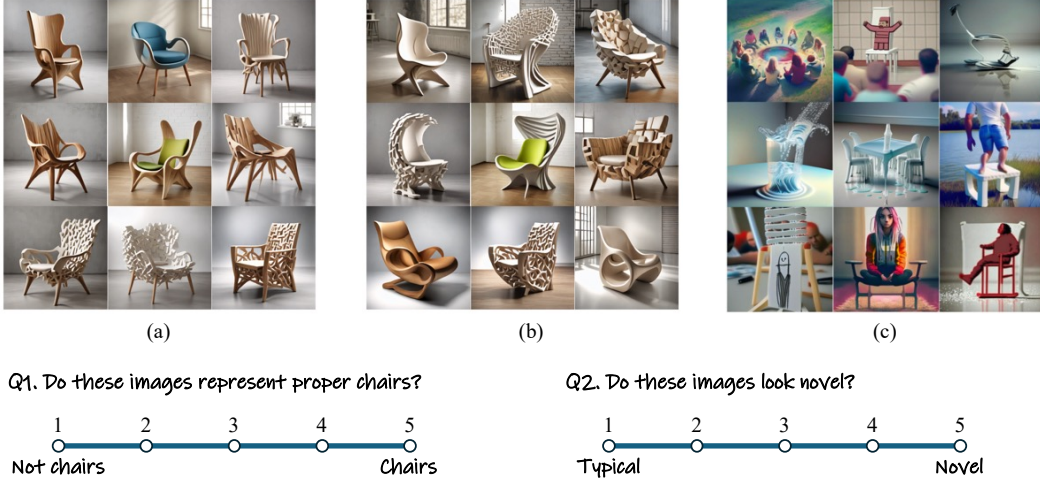 (a)
(b)
(c)
Q1. Do these images represent proper chairs?
1 2 3 4 5
Not chairs Chairs
Q2. Do these images look novel?
1 2 3 4 5
Typical Novel